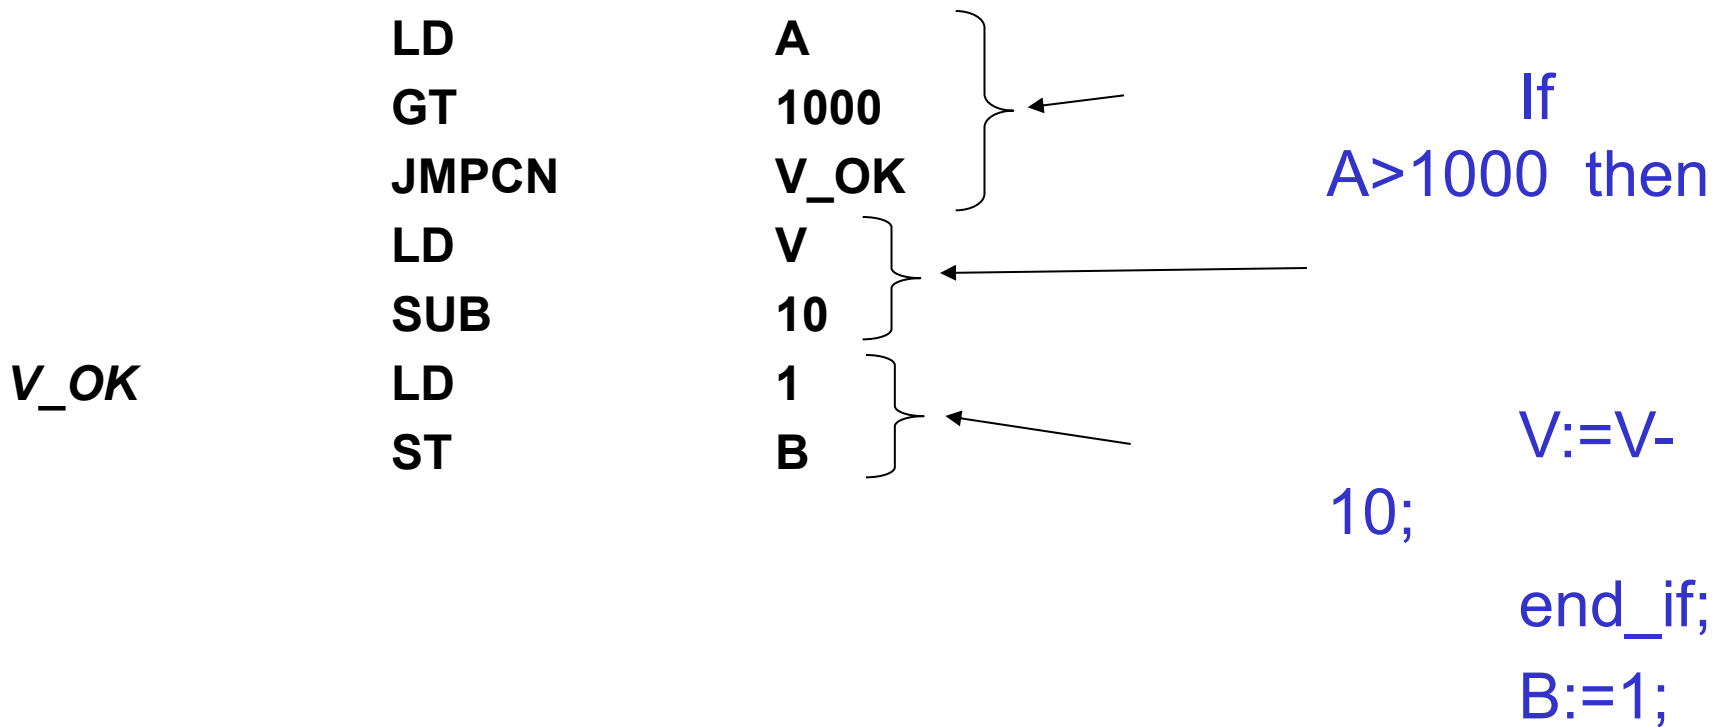 LD A
GT 1000
JMPCN V_OK
LD V
SUB 10
V_OK LD 1
ST B
If
A>1000 then
V:=V-
10;
end_if;
B:=1;